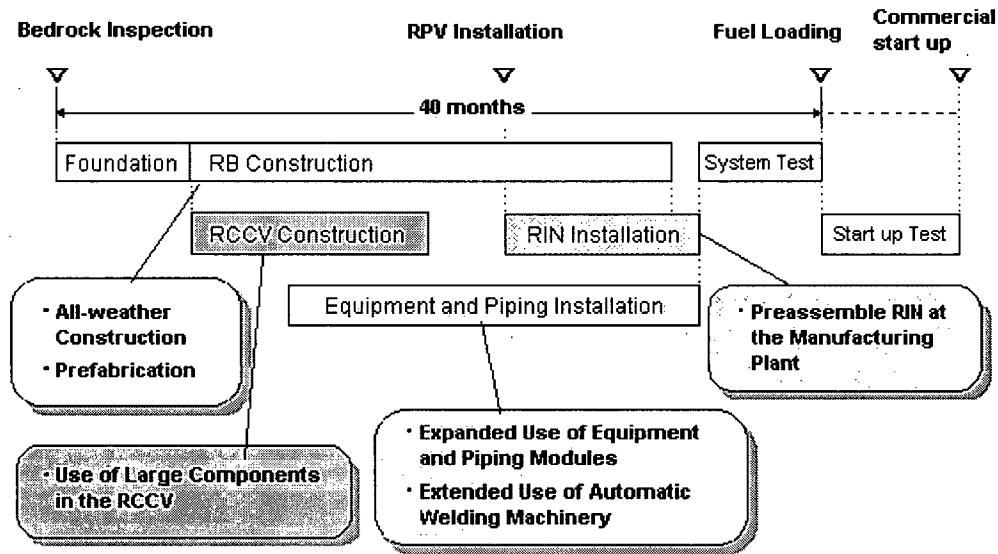 Commercial
start up
Bedrock Inspection
RPV Installation
Fuel Loading
40 months
Foundation
RB Construction
System Test
RCCV Construction
RIN Installation
Start up Test
Equipment and Piping Installation
· All-weather
Construction
· Prefabrication
· Preassemble RIN at
the Manufacturing
Plant
· Use of Large Components
in the RCCV
· Expanded Use of Equipment
and Piping Modules
· Extended Use of Automatic
Welding Machinery